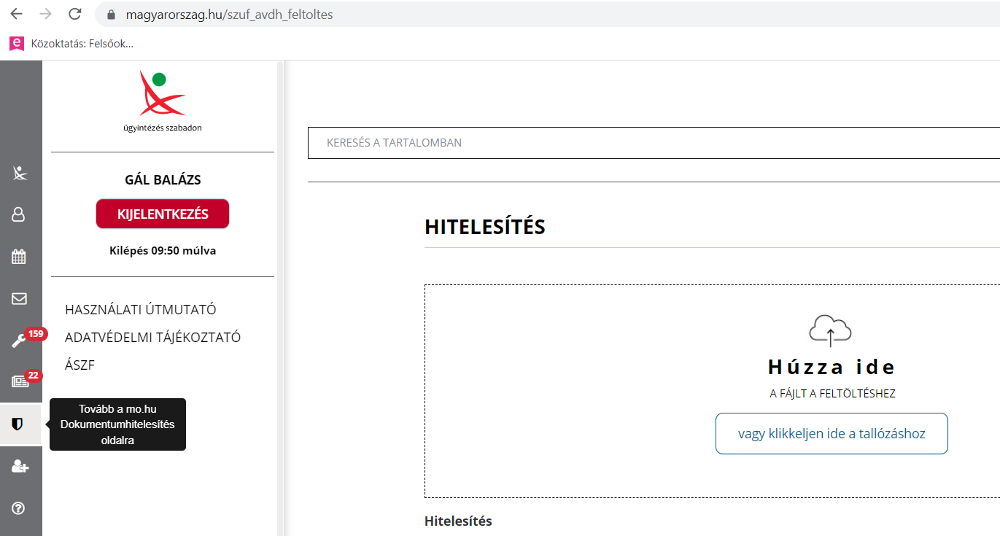 magyarorszag.hu/szuf_avdh_feltoltes
Közoktatás: Felsőok...
ügyintézés szabadon
GÁL BALÁZS
KIJELENTKEZÉS
Kilépés 09:50 múlva
HASZNÁLATI ÚTMUTATÓ
ADATVÉDELMI TÁJÉKOZTATÓ
ÁSZF
159
22
Tovább a mo.hu
Dokumentumhitelesítés
oldalra
KERESÉS A TARTALOMBAN
HITELESÍTÉS
Húzza ide
A FÁJLT A FELTÖLTÉSHEZ
vagy klikkeljen ide a tallózáshoz
Hitelesítés